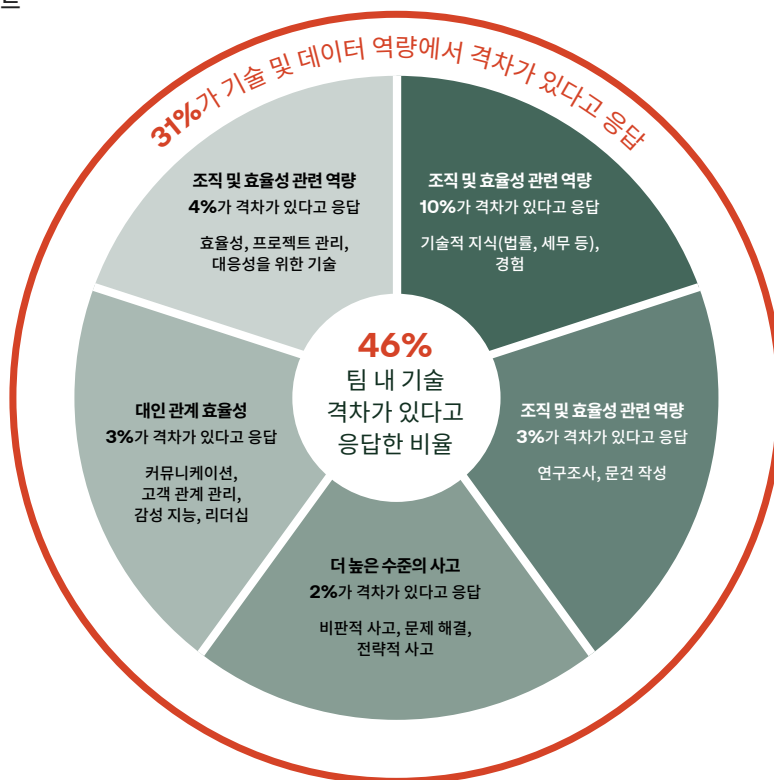 31%가 기술 및 데이터 역량에서 격차가 있다고 응답
조직 및 효율성 관련 역량
4%가 격차가 있다고 응답
효율성, 프로젝트 관리,
대응성을 위한 기술
조직 및 효율성 관련 역량
10%가 격차가 있다고 응답
기술적 지식(법률, 세무 등),
경험
46%
팀 내 기술
격차가 있다고
응답한 비율
대인 관계 효율성
3%가 격차가 있다고 응답
커뮤니케이션,
고객 관계 관리,
감성 지능, 리더십
조직 및 효율성 관련 역량
3%가 격차가 있다고 응답
연구조사, 문건 작성
더 높은 수준의 사고
2%가 격차가 있다고 응답
비판적 사고, 문제 해결,
전략적 사고